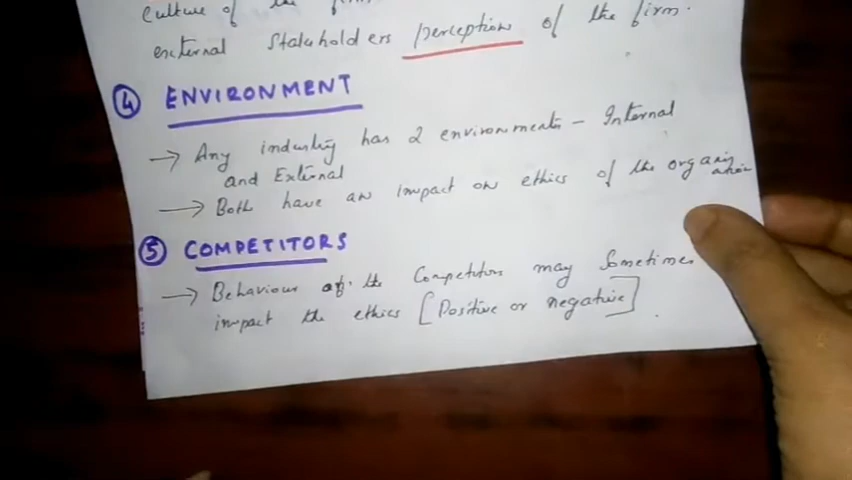 culture of the firm
external Stakeholders perceptions of the firm.
④ ENVIRONMENT
→ Any industry has 2 environments - Internal
and External
→ Both have an impact on ethics of the organization
⑤ COMPETITORS
→ Behaviour of the Competitors may Sometimes
impact the ethics [Positive or negative].